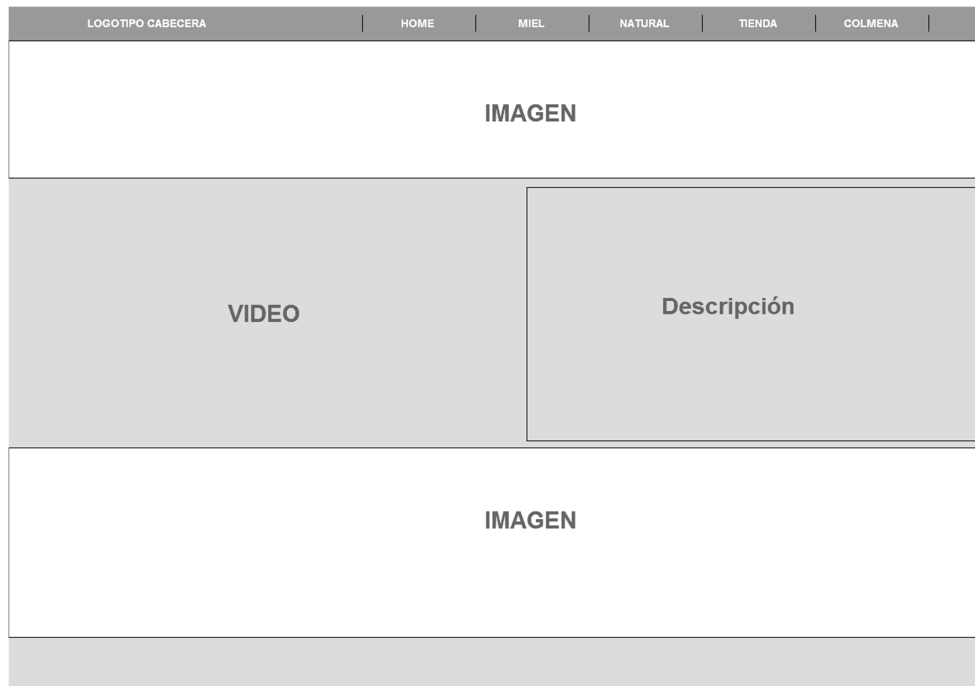 LOGOTIPO CABECERA HOME MIEL NATURAL TIENDA COLMENA
IMAGEN
VIDEO
Descripción
IMAGEN